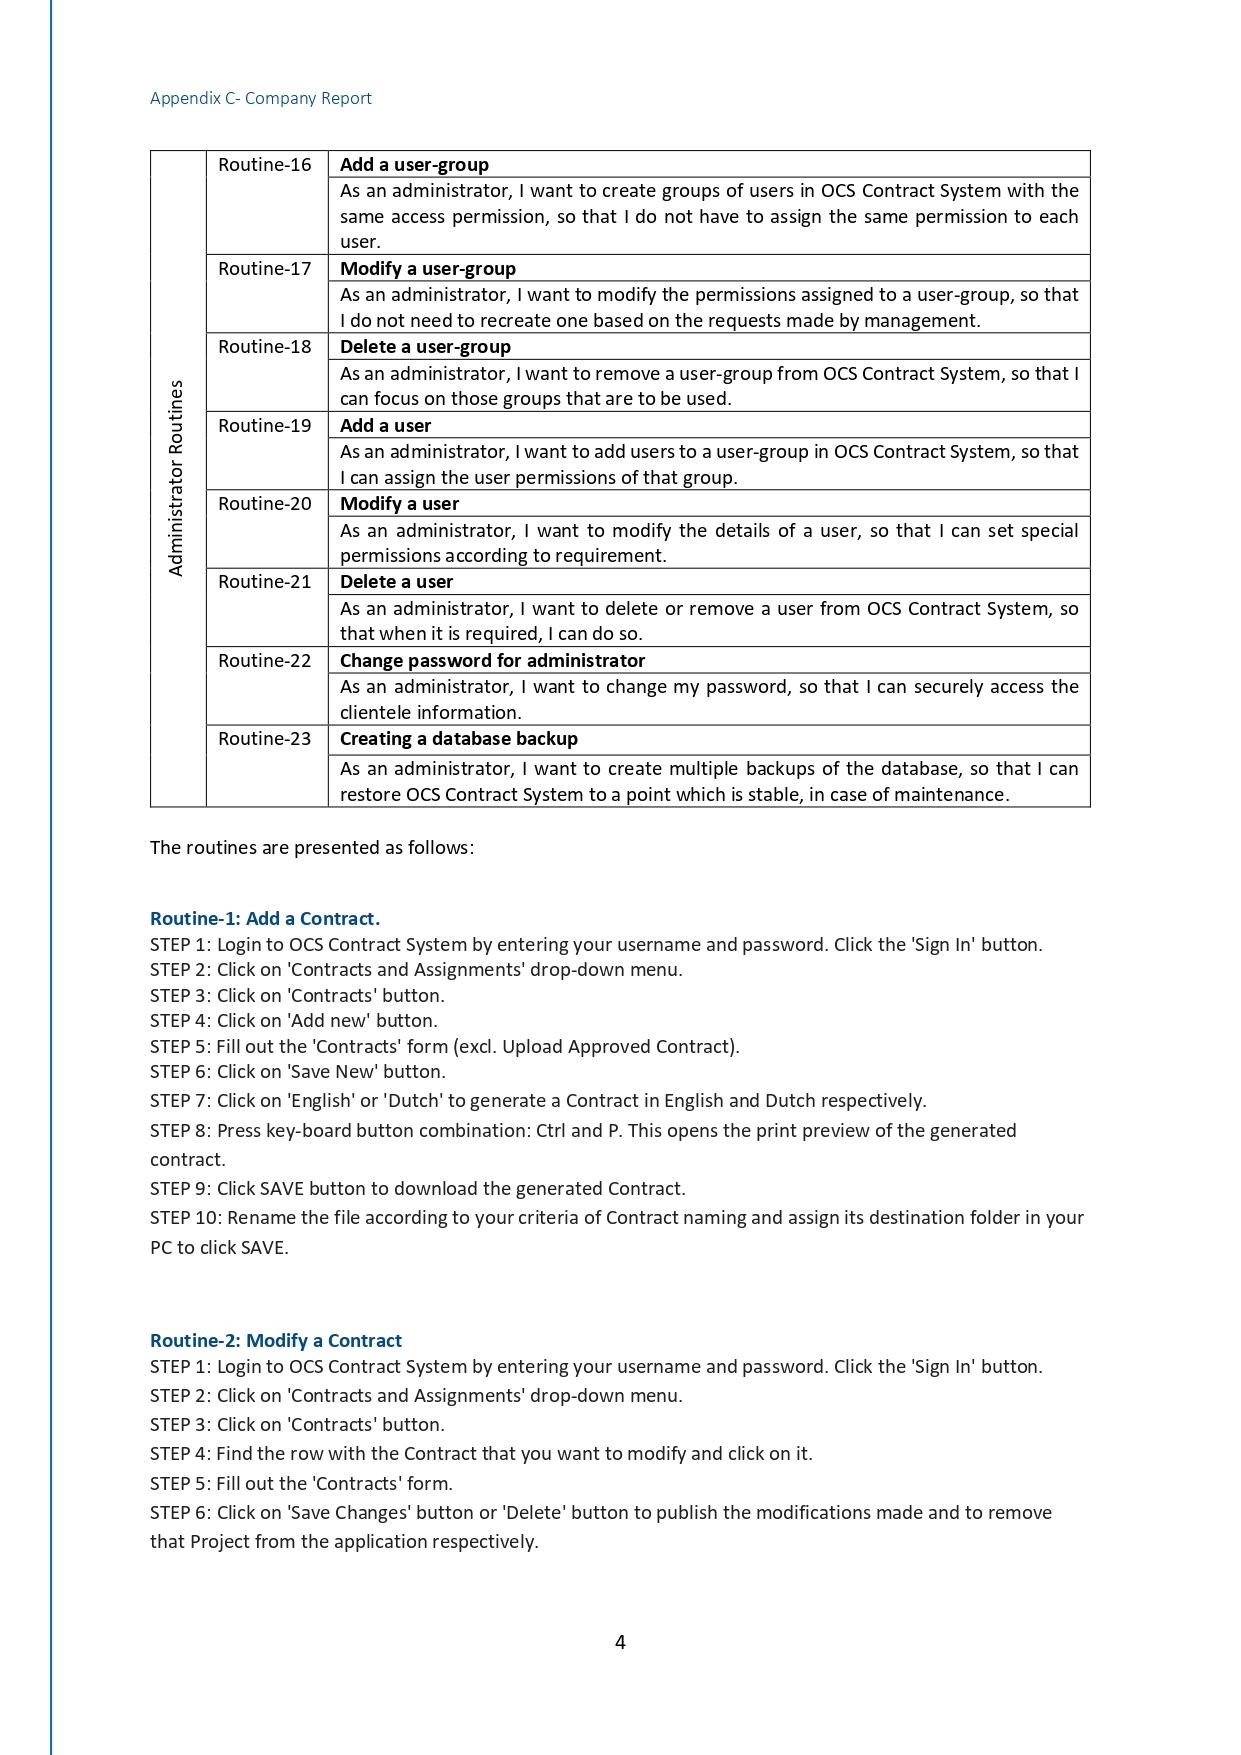 Appendix C- Company Report
Administrator Routines
Routine-16
Add a user-group
As an administrator, I want to create groups of users in OCS Contract System with the
same access permission, so that I do not have to assign the same permission to each
user.
Routine-17
Modify a user-group
As an administrator, I want to modify the permissions assigned to a user-group, so that
I do not need to recreate one based on the requests made by management.
Routine-18
Delete a user-group
As an administrator, I want to remove a user-group from OCS Contract System, so that I
can focus on those groups that are to be used.
Routine-19
Add a user
As an administrator, I want to add users to a user-group in OCS Contract System, so that
I can assign the user permissions of that group.
Routine-20
Modify a user
As an administrator, I want to modify the details of a user, so that I can set special
permissions according to requirement.
Routine-21
Delete a user
As an administrator, I want to delete or remove a user from OCS Contract System, so
that when it is required, I can do so.
Routine-22
Change password for administrator
As an administrator, I want to change my password, so that I can securely access the
clientele information.
Routine-23
Creating a database backup
As an administrator, I want to create multiple backups of the database, so that I can
restore OCS Contract System to a point which is stable, in case of maintenance.
The routines are presented as follows:
Routine-1: Add a Contract.
STEP 1: Login to OCS Contract System by entering your username and password. Click the 'Sign In' button.
STEP 2: Click on 'Contracts and Assignments' drop-down menu.
STEP 3: Click on 'Contracts' button.
STEP 4: Click on 'Add new' button.
STEP 5: Fill out the 'Contracts' form (excl. Upload Approved Contract).
STEP 6: Click on 'Save New' button.
STEP 7: Click on 'English' or 'Dutch' to generate a Contract in English and Dutch respectively.
STEP 8: Press key-board button combination: Ctrl and P. This opens the print preview of the generated
contract.
STEP 9: Click SAVE button to download the generated Contract.
STEP 10: Rename the file according to your criteria of Contract naming and assign its destination folder in your
PC to click SAVE.
Routine-2: Modify a Contract
STEP 1: Login to OCS Contract System by entering your username and password. Click the 'Sign In' button.
STEP 2: Click on 'Contracts and Assignments' drop-down menu.
STEP 3: Click on 'Contracts' button.
STEP 4: Find the row with the Contract that you want to modify and click on it.
STEP 5: Fill out the 'Contracts' form.
STEP 6: Click on 'Save Changes' button or 'Delete' button to publish the modifications made and to remove
that Project from the application respectively.
4